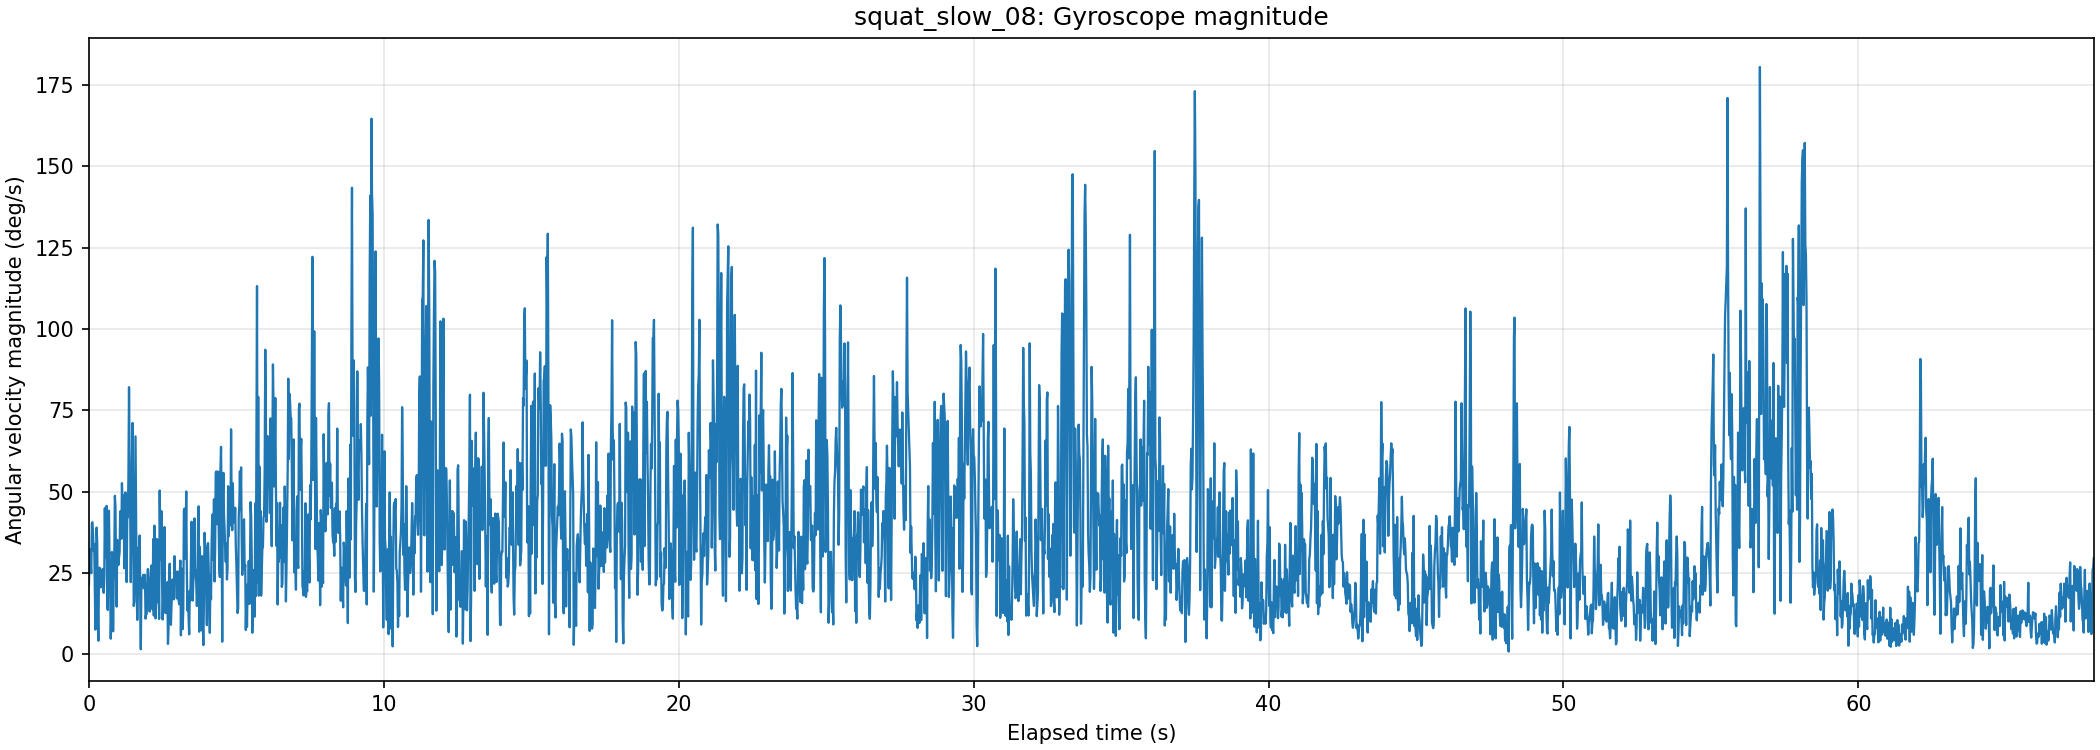 squat_slow_08: Gyroscope magnitude
Angular velocity magnitude (deg/s)
175
150
125
100
75
50
25
0
0 10 20 30 40 50 60
Elapsed time (s)